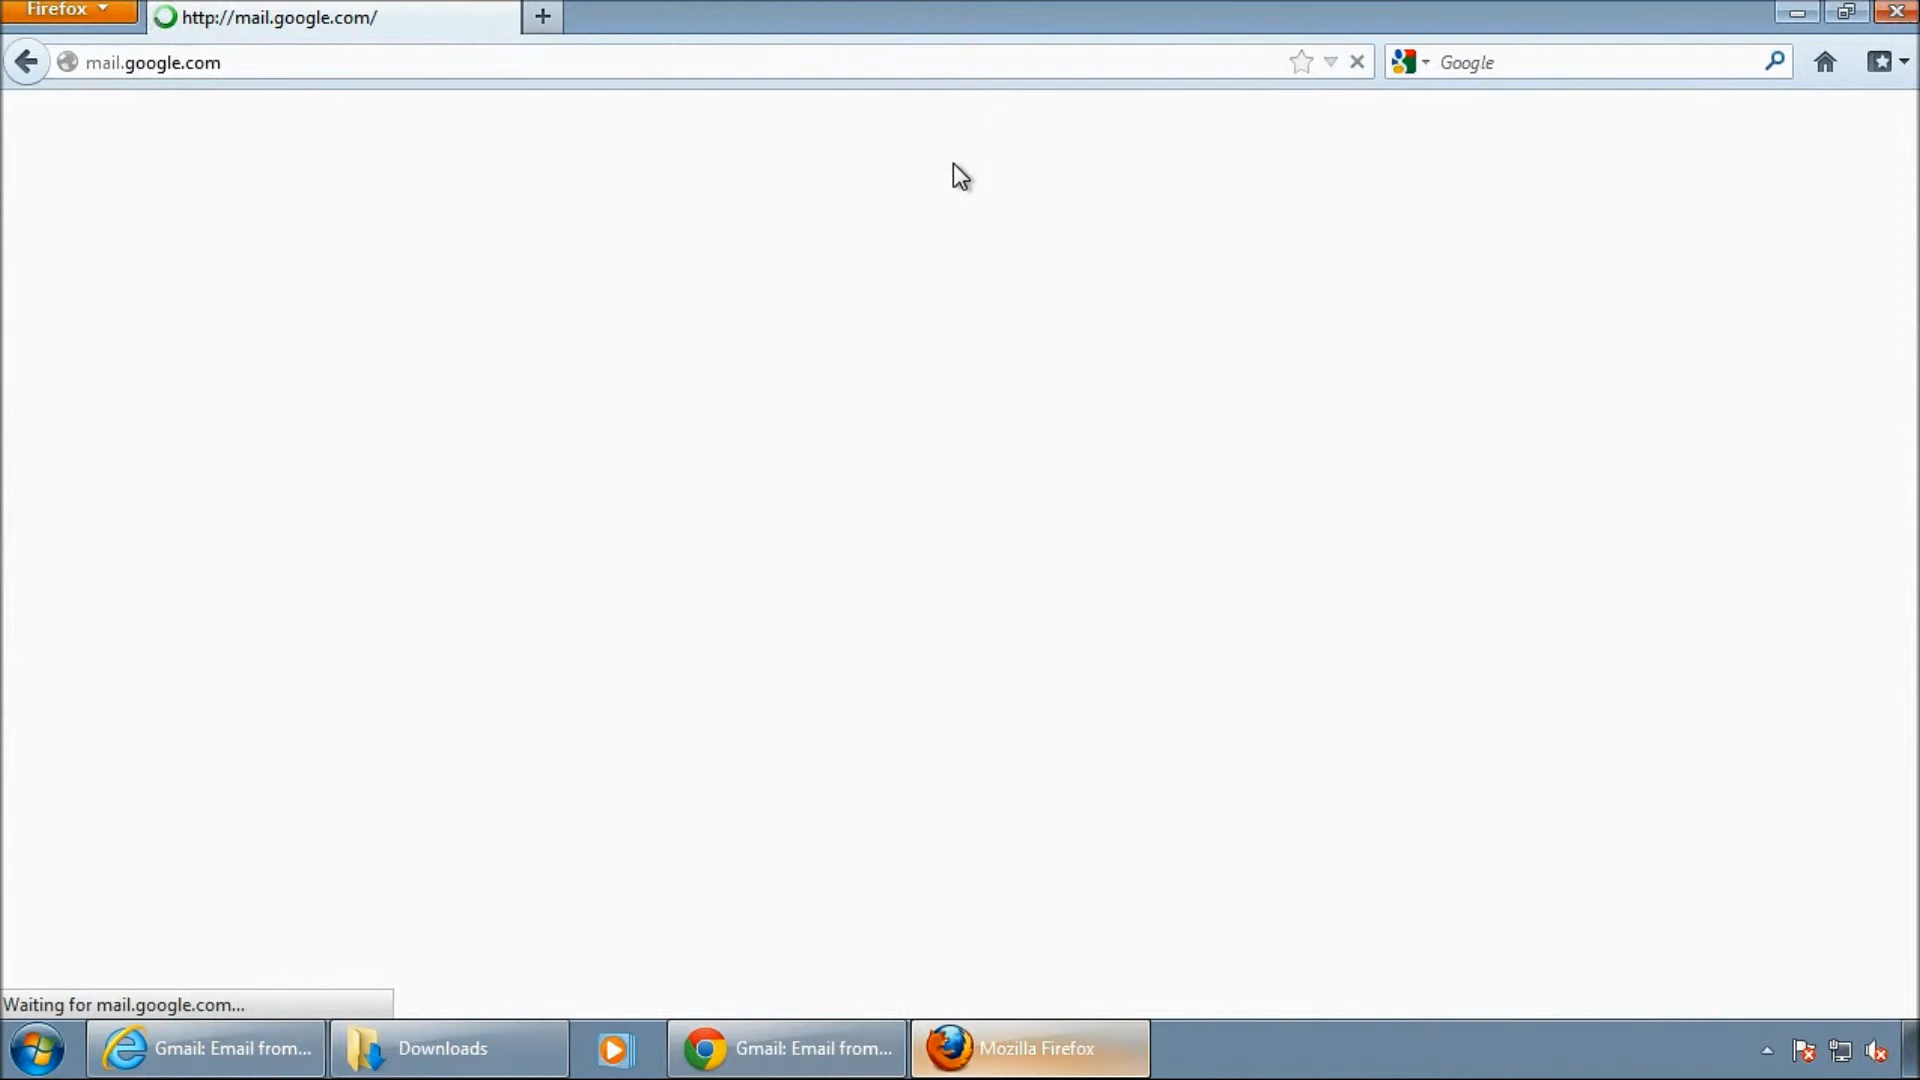 Firefox
http://mail.google.com/
mail.google.com
Google
Waiting for mail.google.com...
Gmail: Email from...
Downloads
Gmail: Email from...
Mozilla Firefox